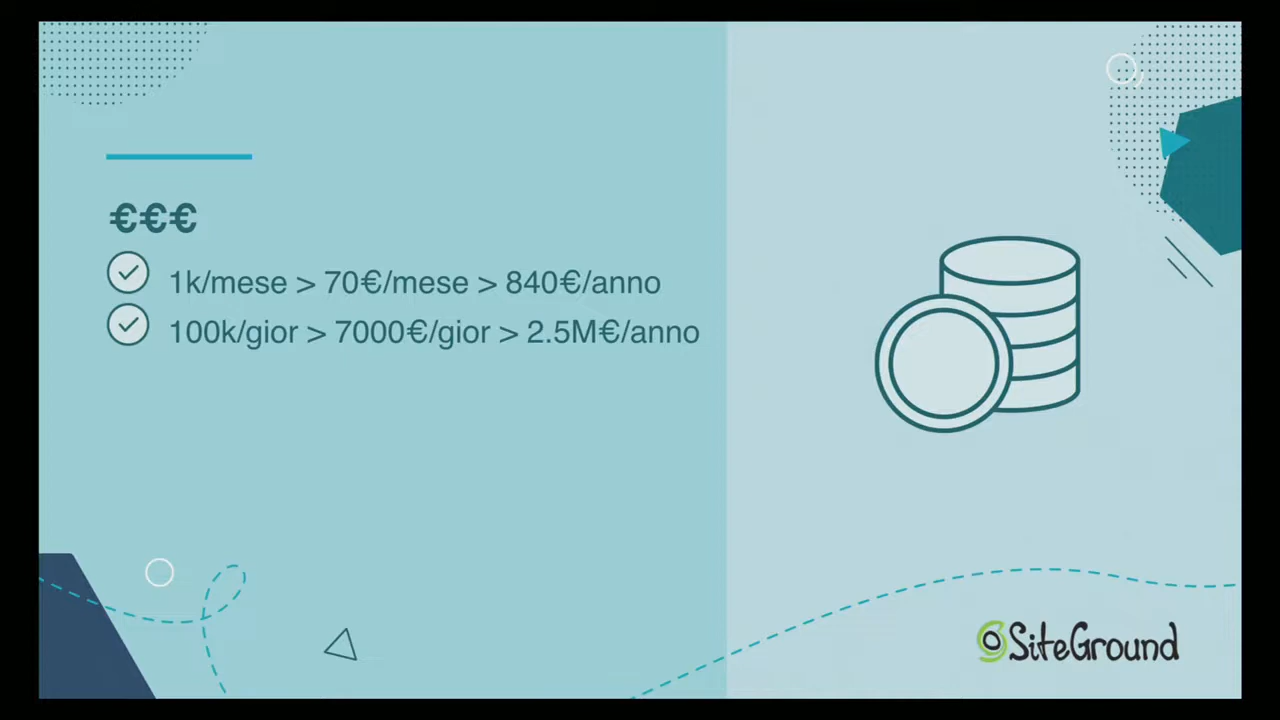 €€€
1k/mese > 70€/mese > 840€/anno
100k/gior > 7000€/gior > 2.5M€/anno
SiteGround